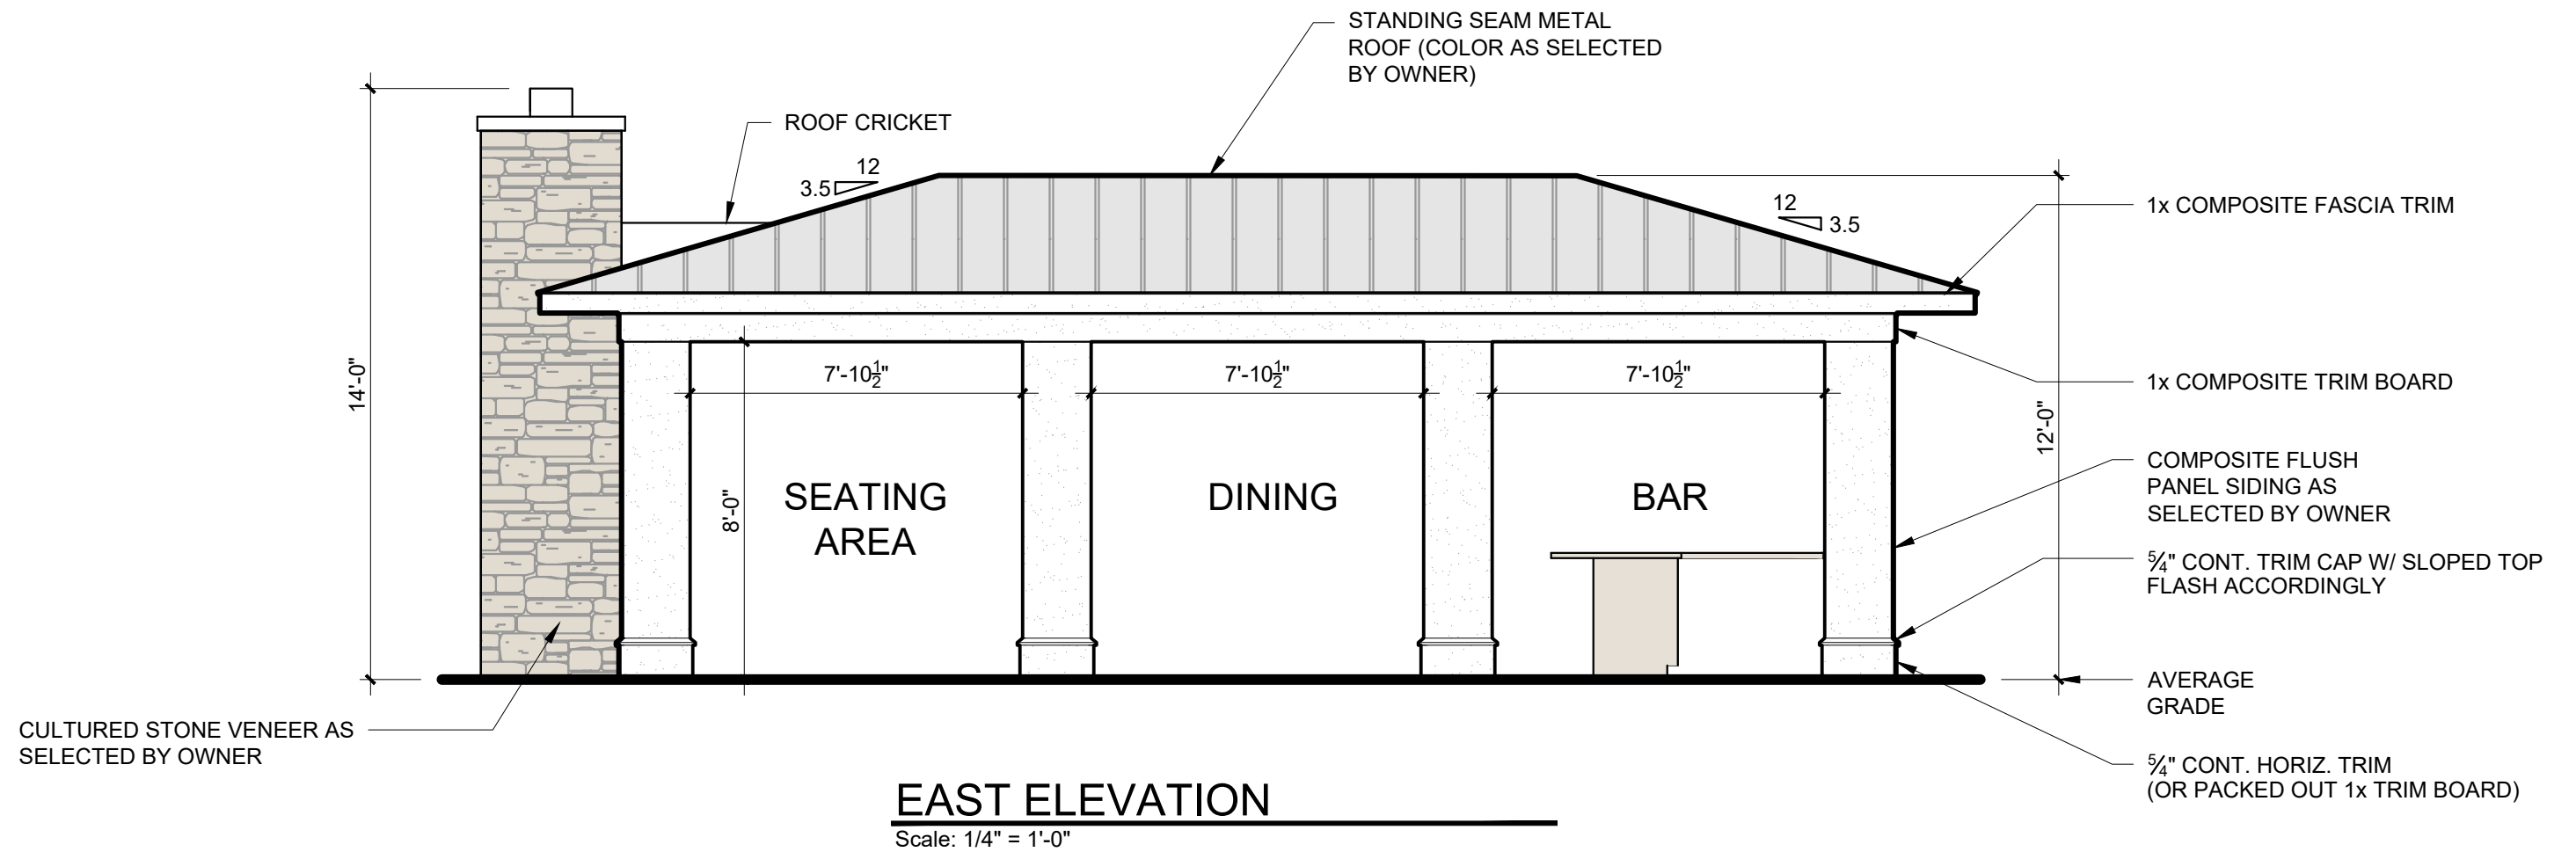 STANDING SEAM METAL
ROOF (COLOR AS SELECTED
BY OWNER)
ROOF CRICKET
12
3.5
12
3.5
1x COMPOSITE FASCIA TRIM
14'-0"
7'-10½"
7'-10½"
7'-10½"
1x COMPOSITE TRIM BOARD
12'-0"
8'-0"
SEATING
AREA
DINING
BAR
COMPOSITE FLUSH
PANEL SIDING AS
SELECTED BY OWNER
5⁄4" CONT. TRIM CAP W/ SLOPED TOP
FLASH ACCORDINGLY
AVERAGE
GRADE
CULTURED STONE VENEER AS
SELECTED BY OWNER
5⁄4" CONT. HORIZ. TRIM
(OR PACKED OUT 1x TRIM BOARD)
EAST ELEVATION
Scale: 1/4" = 1'-0"